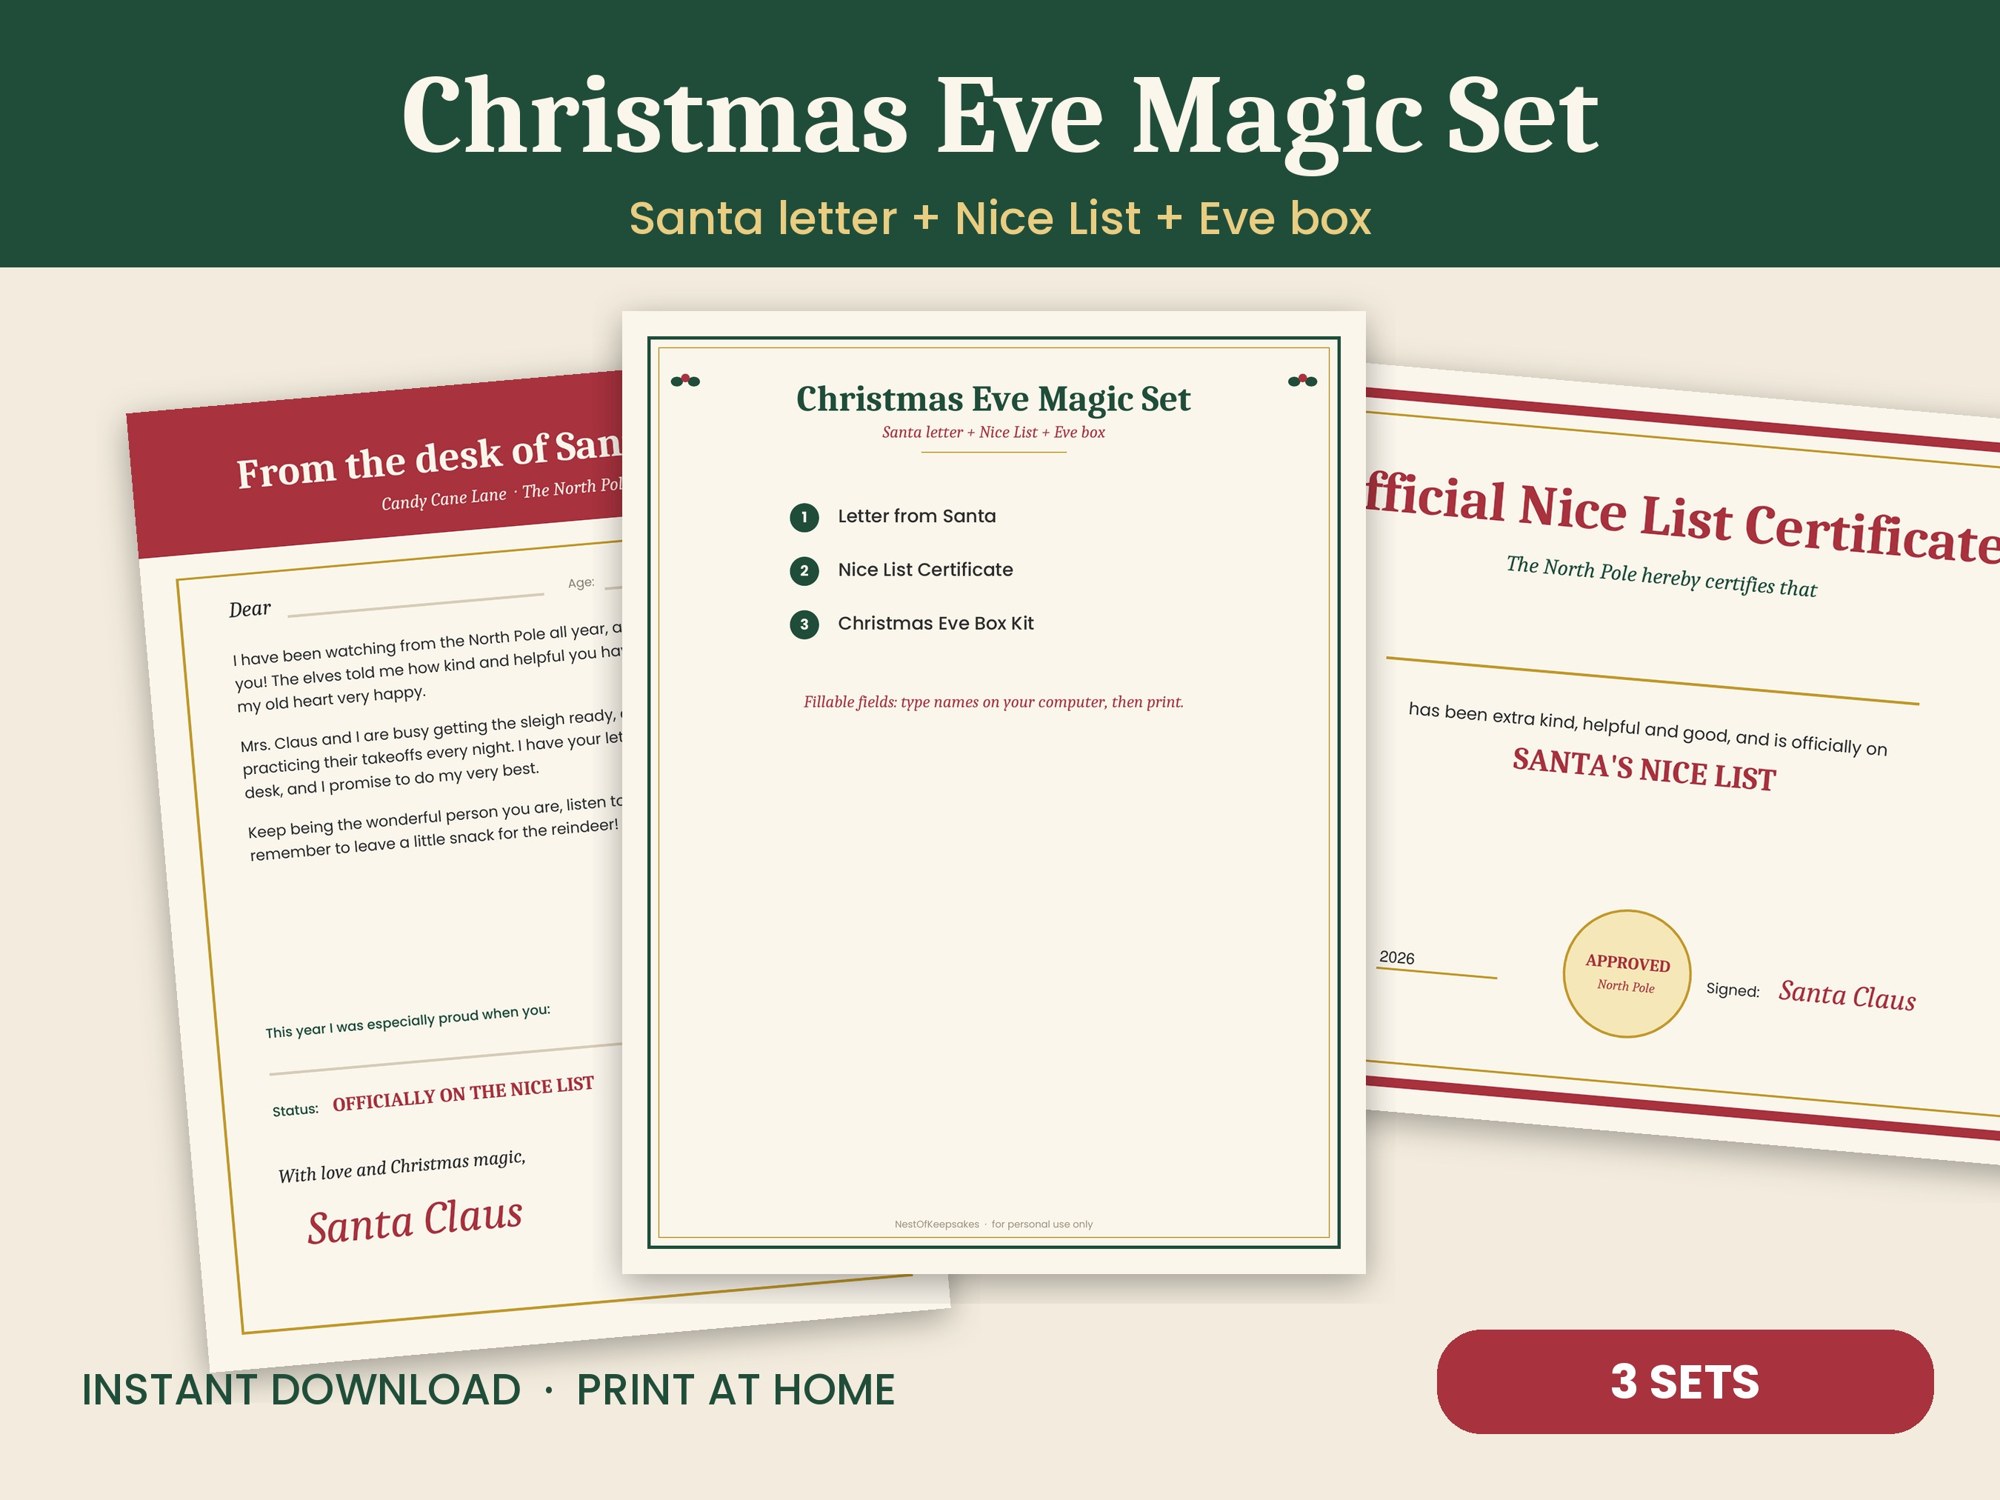 Christmas Eve Magic Set
Santa letter + Nice List + Eve box
From the desk of San
Candy Cane Lane · The North Pol
Dear
Age:
I have been watching from the North Pole all year, a
you! The elves told me how kind and helpful you hav
my old heart very happy.
Mrs. Claus and I are busy getting the sleigh ready,
practicing their takeoffs every night. I have your let
desk, and I promise to do my very best.
Keep being the wonderful person you are, listen to
remember to leave a little snack for the reindeer!
This year I was especially proud when you:
Status: OFFICIALLY ON THE NICE LIST
With love and Christmas magic,
Santa Claus
Christmas Eve Magic Set
Santa letter + Nice List + Eve box
1 Letter from Santa
2 Nice List Certificate
3 Christmas Eve Box Kit
Fillable fields: type names on your computer, then print.
NestOfKeepsakes · for personal use only
fficial Nice List Certificate
The North Pole hereby certifies that
has been extra kind, helpful and good, and is officially on
SANTA'S NICE LIST
2026
APPROVED
North Pole
Signed: Santa Claus
INSTANT DOWNLOAD · PRINT AT HOME
3 SETS